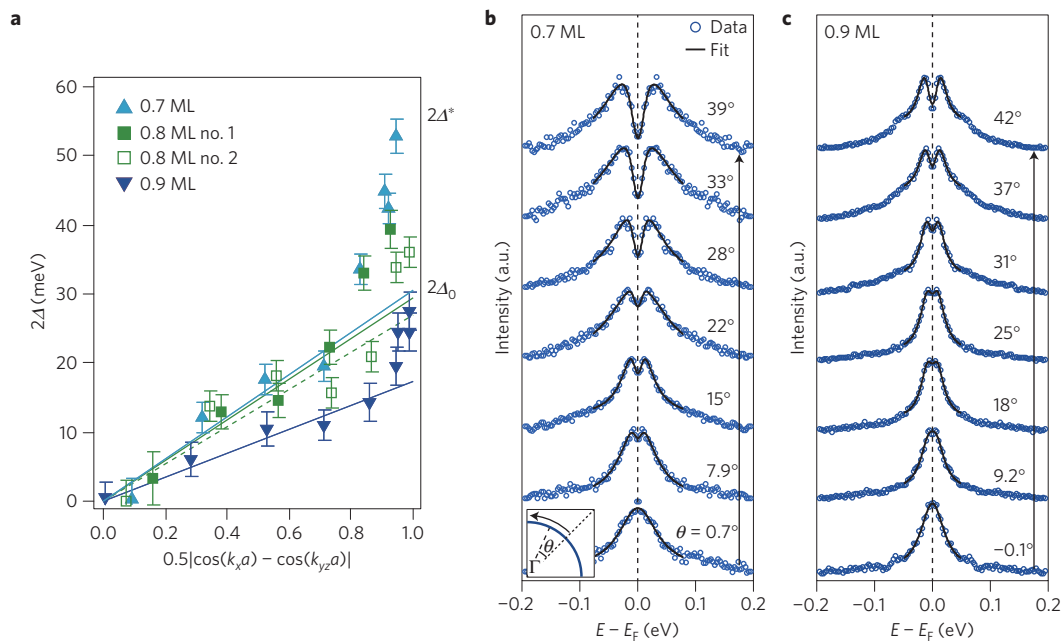 a
60
50
40
30
20
10
0
2Δ (meV)
0.7 ML
0.8 ML no. 1
0.8 ML no. 2
0.9 ML
2Δ*
2Δ₀
0.0 0.2 0.4 0.6 0.8 1.0
0.5|cos(kₓa) − cos(k_yza)|
b
0.7 ML
Data
Fit
39°
33°
28°
22°
15°
7.9°
θ = 0.7°
Γ
θ
Intensity (a.u.)
−0.2 −0.1 0.0 0.1 0.2
E − E_F (eV)
c
0.9 ML
42°
37°
31°
25°
18°
9.2°
−0.1°
Intensity (a.u.)
−0.2 −0.1 0.0 0.1 0.2
E − E_F (eV)